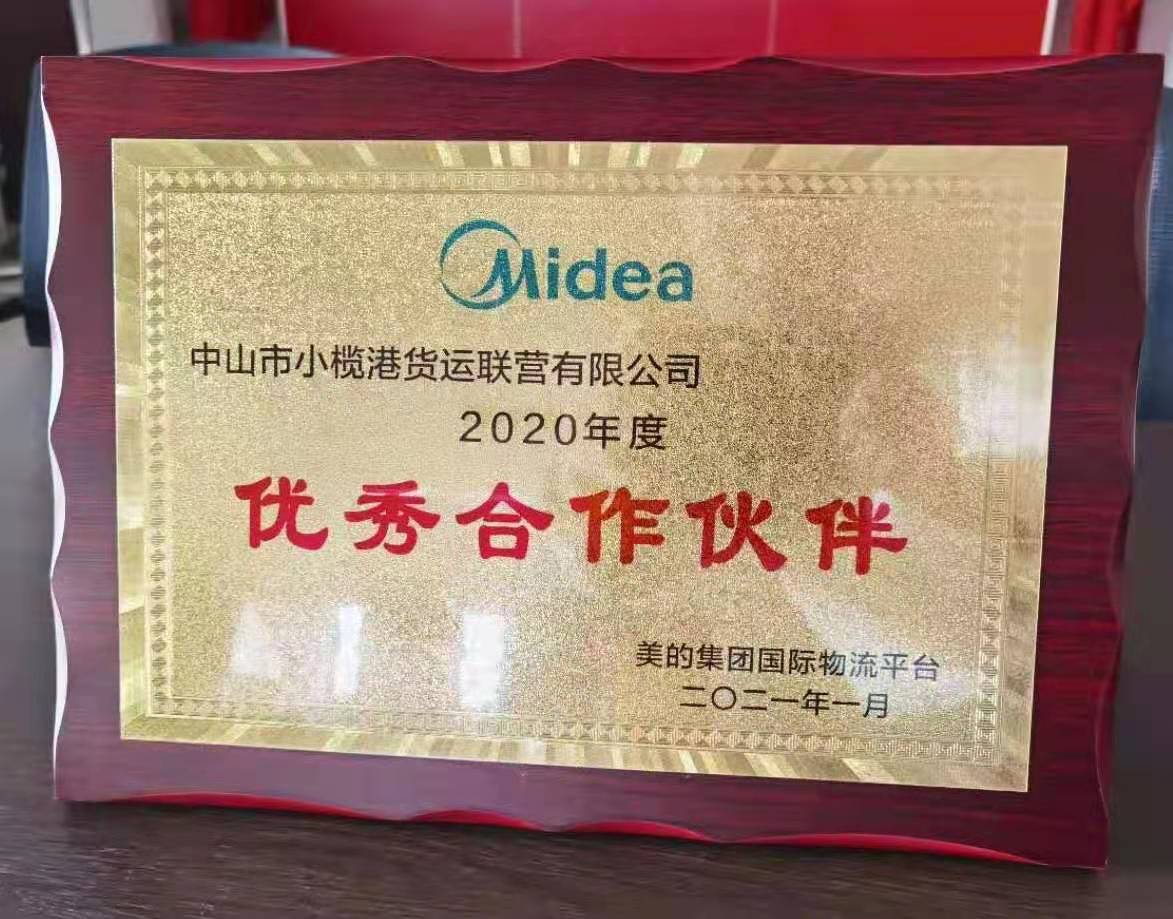 Midea
中山市小榄港货运联营有限公司
2020年度
优秀合作伙伴
美的集团国际物流平台
二〇二一年一月